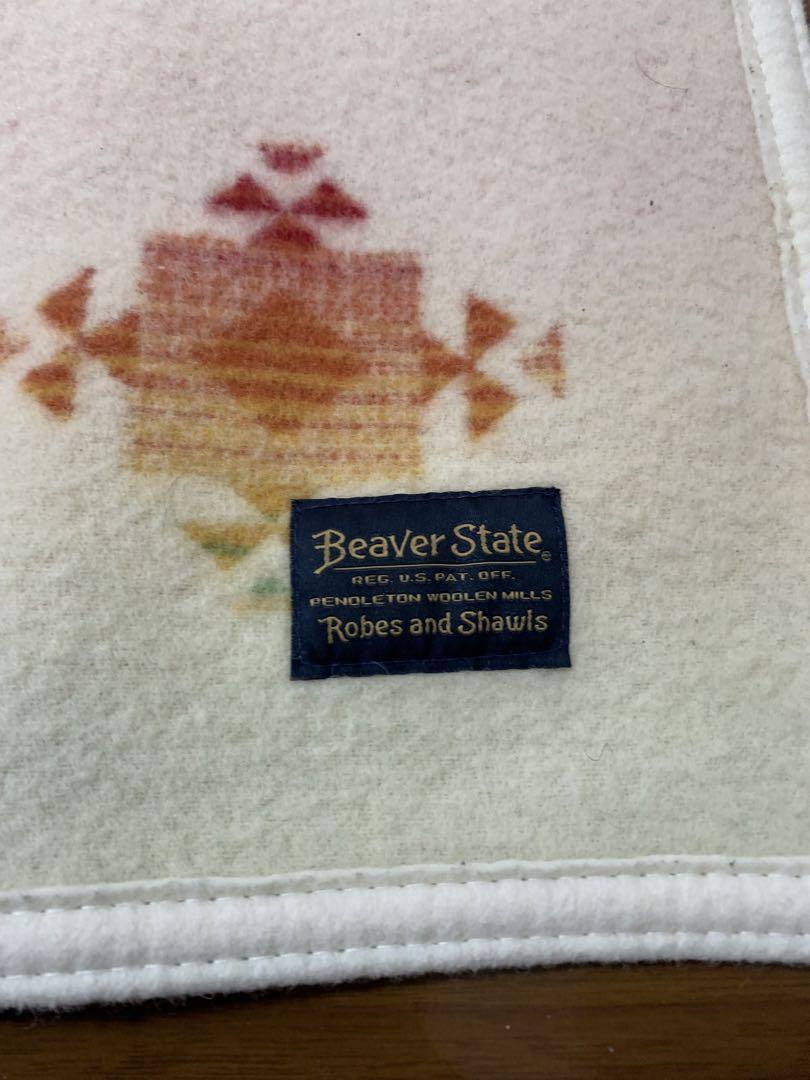 Beaver State®
REG. U.S. PAT. OFF.
PENDLETON WOOLEN MILLS
Robes and Shawls